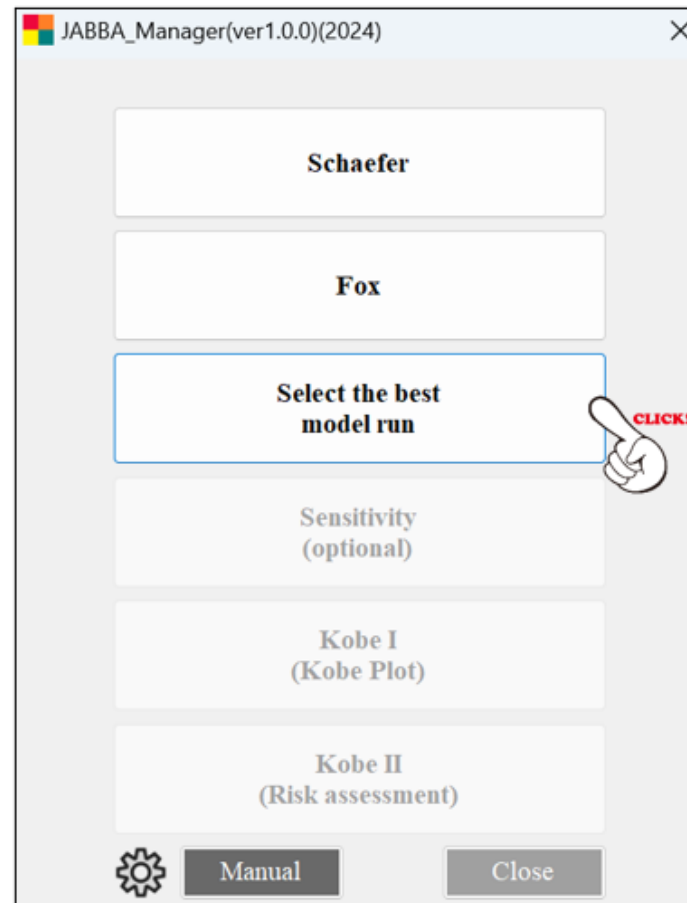 JABBA_Manager(ver1.0.0)(2024)
Schaefer
Fox
Select the best
model run
CLICK!
Sensitivity
(optional)
Kobe I
(Kobe Plot)
Kobe II
(Risk assessment)
Manual
Close